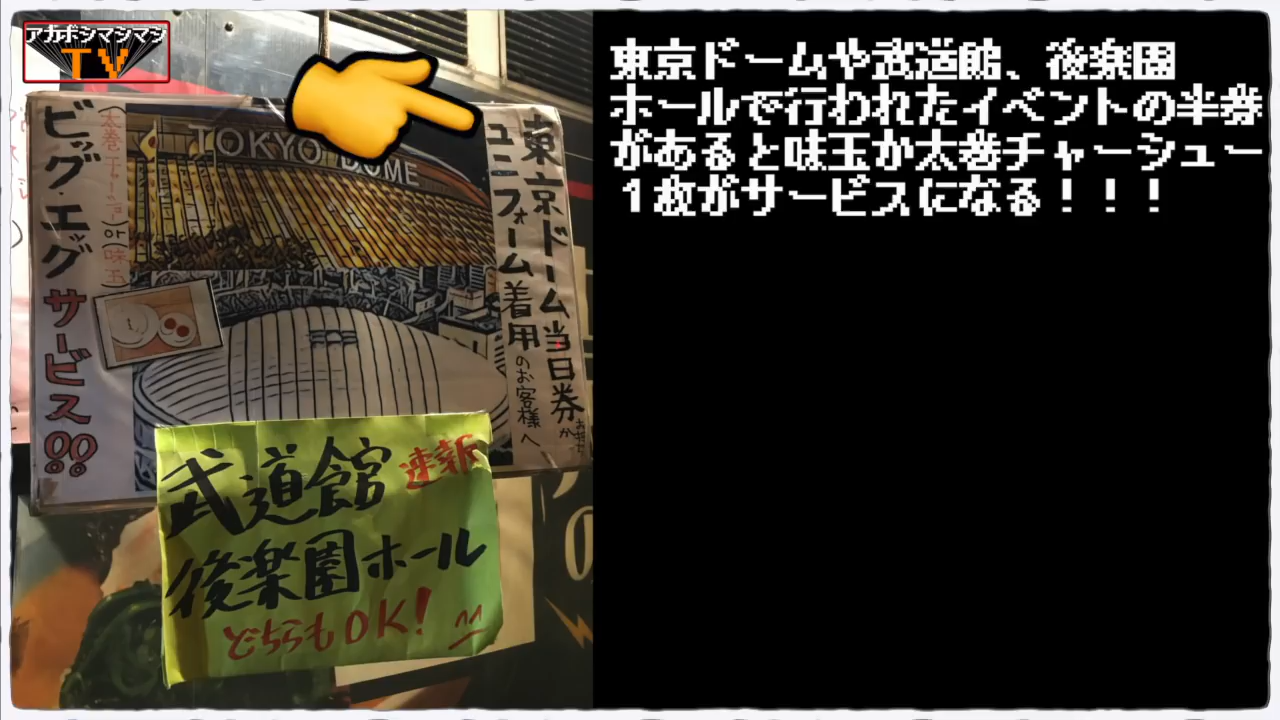 アカボシマシマシ
TV
東京ドームや武道館、後楽園
ホールで行われたイベントの半券
があると味玉か太巻チャーシュー
１枚がサービスになる！！！
東京ドーム当日券か
ユニフォーム着用のお客様へ
TOKYO DOME
(太巻チャーシュー)or(味玉)
ビッグ・エッグサービス!!
武道館 速報
後楽園ホール
どちらもOK!